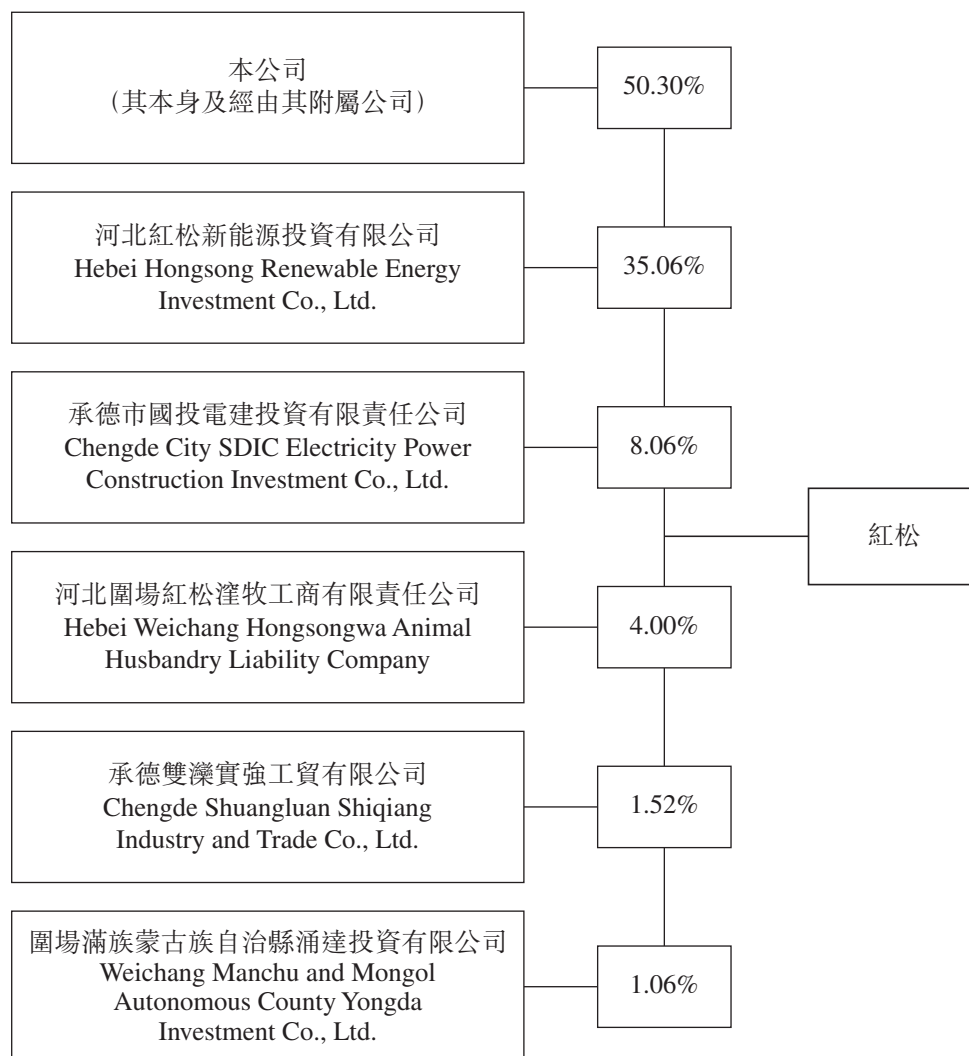 本公司
（其本身及經由其附屬公司）
50.30%
河北紅松新能源投資有限公司
Hebei Hongsong Renewable Energy
Investment Co., Ltd.
35.06%
承德市國投電建投資有限責任公司
Chengde City SDIC Electricity Power
Construction Investment Co., Ltd.
8.06%
紅松
河北圍場紅松漥牧工商有限責任公司
Hebei Weichang Hongsongwa Animal
Husbandry Liability Company
4.00%
承德雙灤實強工貿有限公司
Chengde Shuangluan Shiqiang
Industry and Trade Co., Ltd.
1.52%
圍場滿族蒙古族自治縣涌達投資有限公司
Weichang Manchu and Mongol
Autonomous County Yongda
Investment Co., Ltd.
1.06%